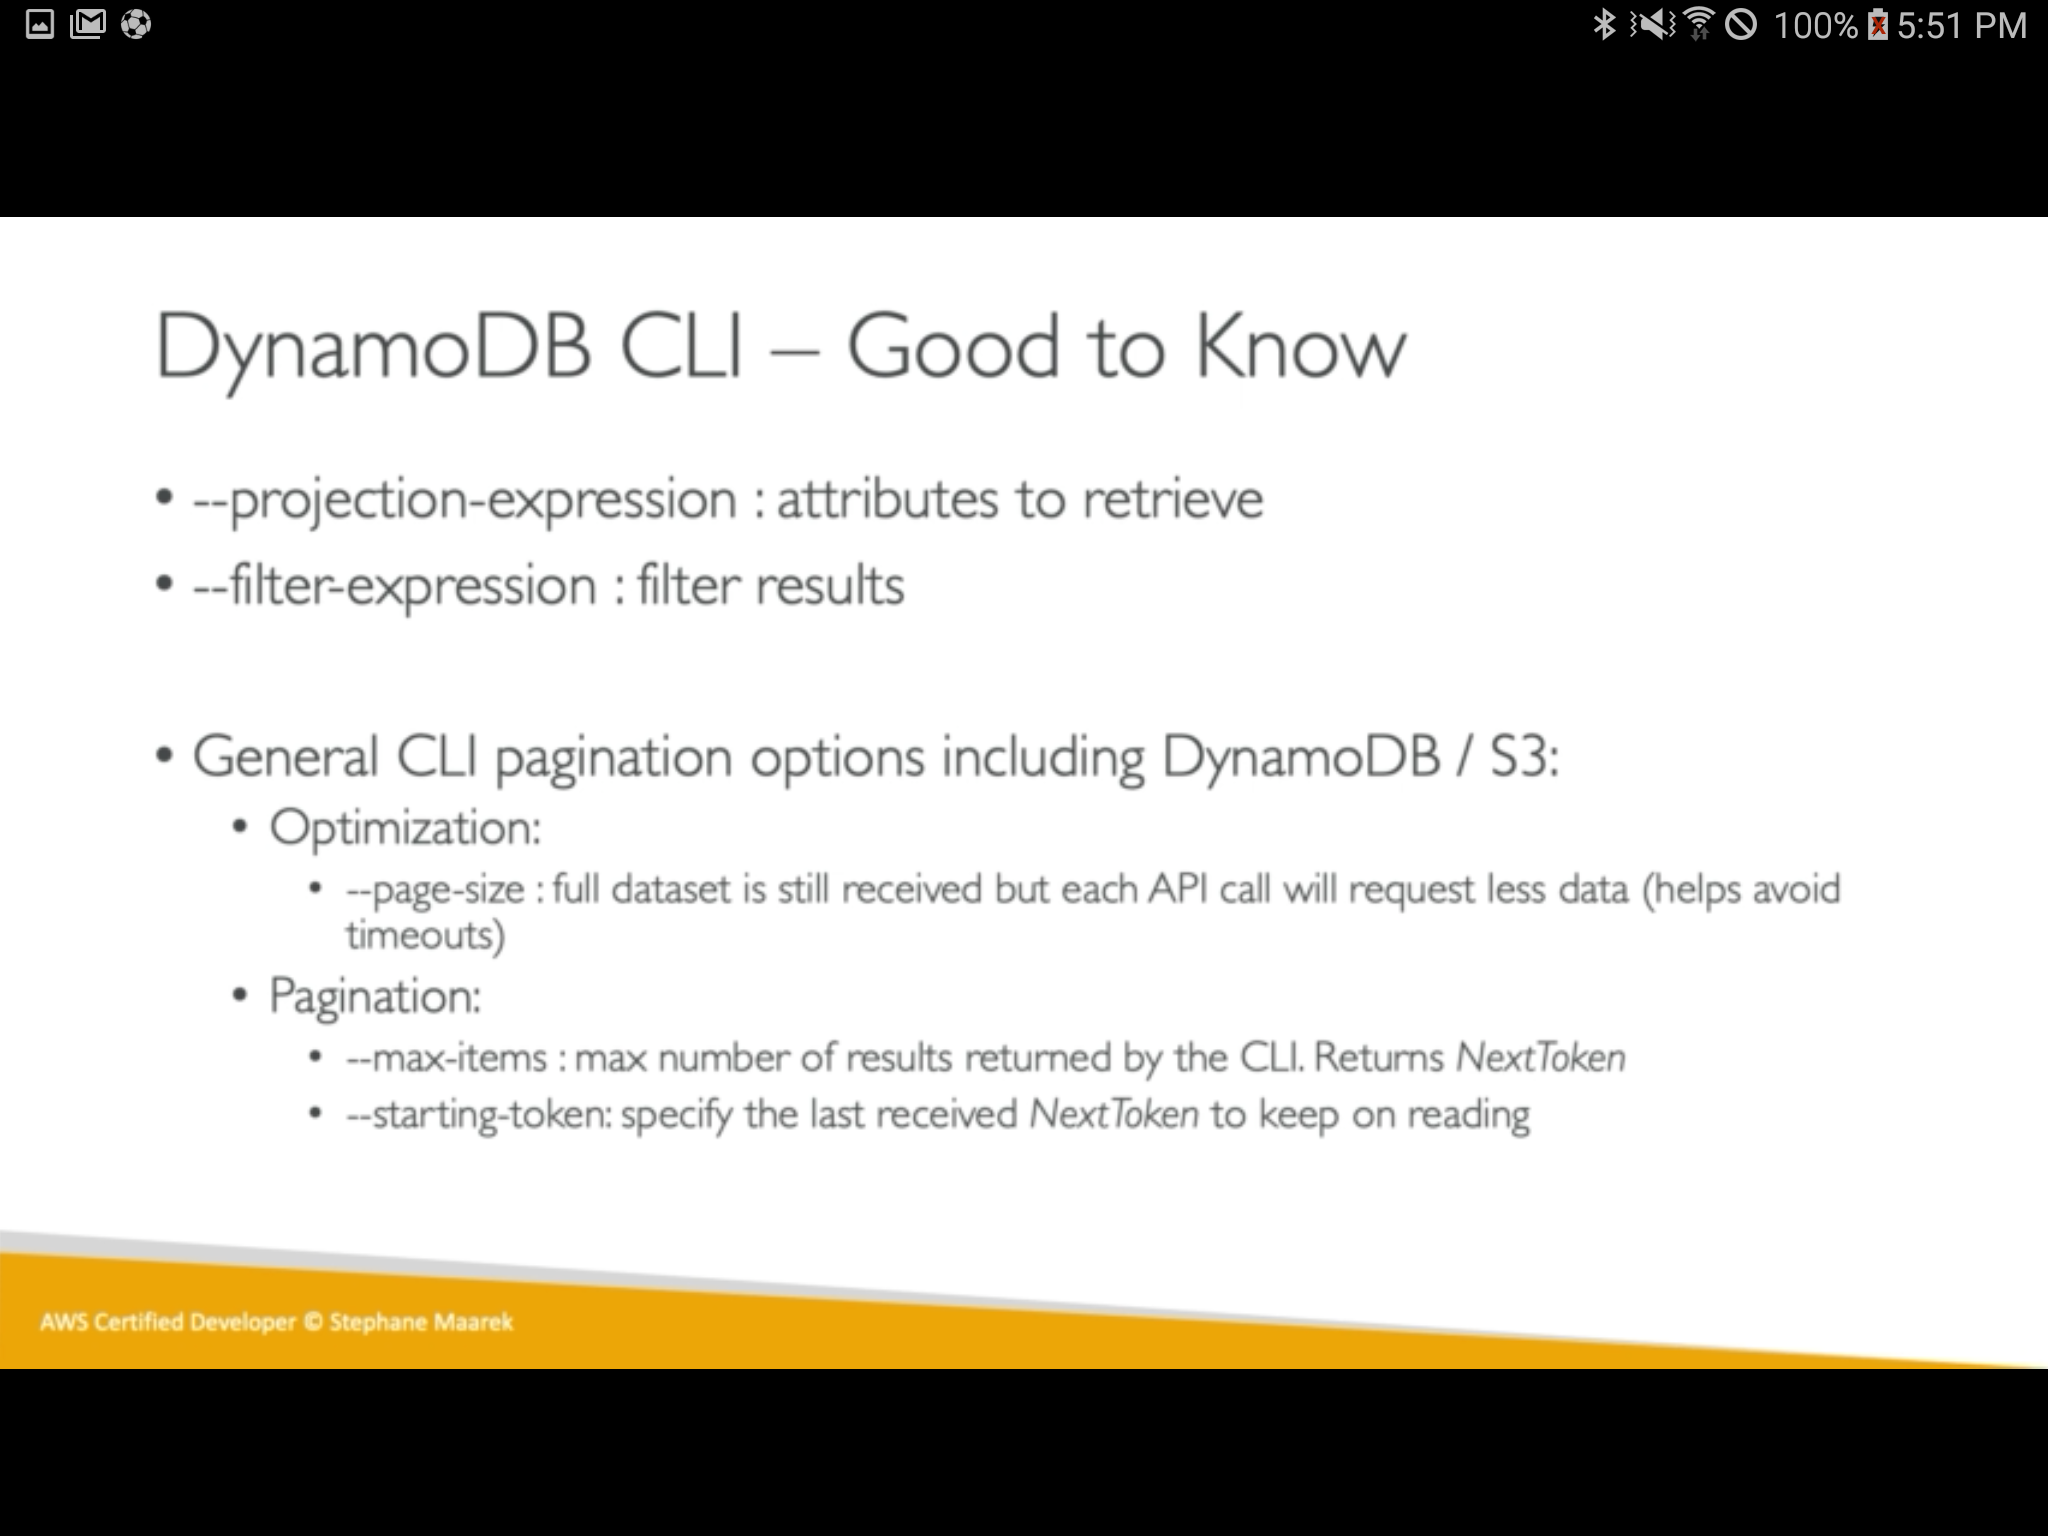 100% 5:51 PM
DynamoDB CLI – Good to Know
• --projection-expression : attributes to retrieve
• --filter-expression : filter results
• General CLI pagination options including DynamoDB / S3:
• Optimization:
• --page-size : full dataset is still received but each API call will request less data (helps avoid
timeouts)
• Pagination:
• --max-items : max number of results returned by the CLI. Returns NextToken
• --starting-token: specify the last received NextToken to keep on reading
AWS Certified Developer © Stephane Maarek